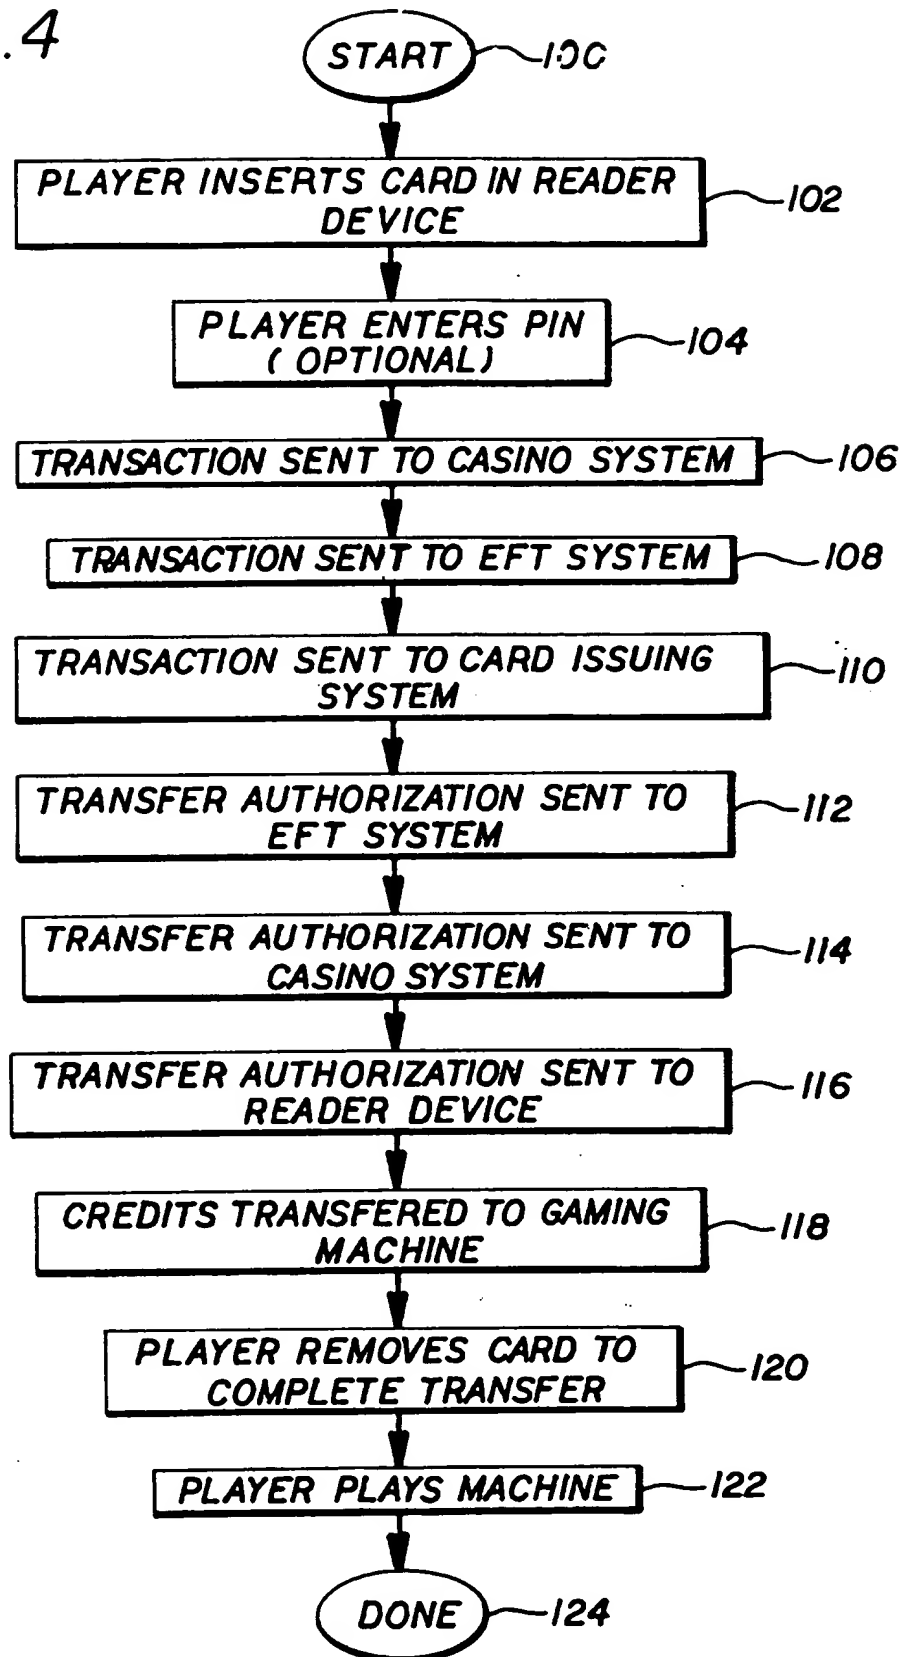 .4
START 100
PLAYER INSERTS CARD IN READER
DEVICE
102
PLAYER ENTERS PIN
(OPTIONAL)
104
TRANSACTION SENT TO CASINO SYSTEM 106
TRANSACTION SENT TO EFT SYSTEM 108
TRANSACTION SENT TO CARD ISSUING
SYSTEM
110
TRANSFER AUTHORIZATION SENT TO
EFT SYSTEM
112
TRANSFER AUTHORIZATION SENT TO
CASINO SYSTEM
114
TRANSFER AUTHORIZATION SENT TO
READER DEVICE
116
CREDITS TRANSFERED TO GAMING
MACHINE
118
PLAYER REMOVES CARD TO
COMPLETE TRANSFER
120
PLAYER PLAYS MACHINE 122
DONE 124